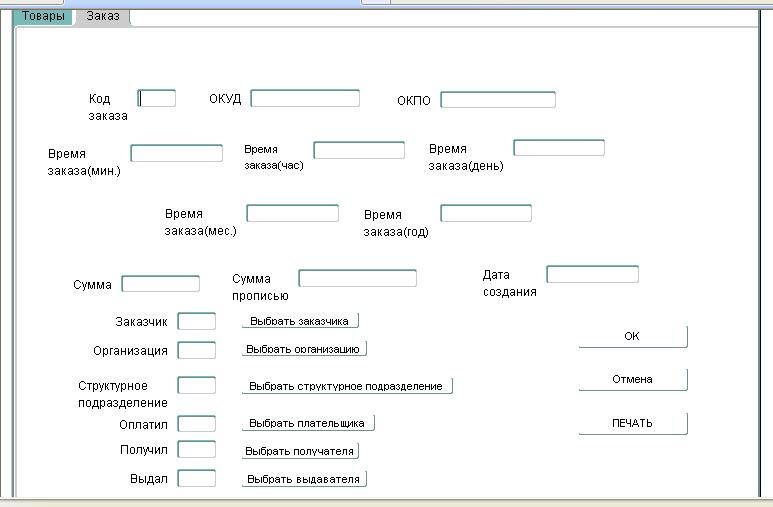 Товары Заказ
Код заказа ОКУД ОКПО
Время заказа(мин.) Время заказа(час) Время заказа(день)
Время заказа(мес.) Время заказа(год)
Сумма Сумма прописью Дата создания
Заказчик Выбрать заказчика
ОК
Организация Выбрать организацию
Отмена
Структурное подразделение Выбрать структурное подразделение
Оплатил Выбрать плательщика
ПЕЧАТЬ
Получил Выбрать получателя
Выдал Выбрать выдавателя